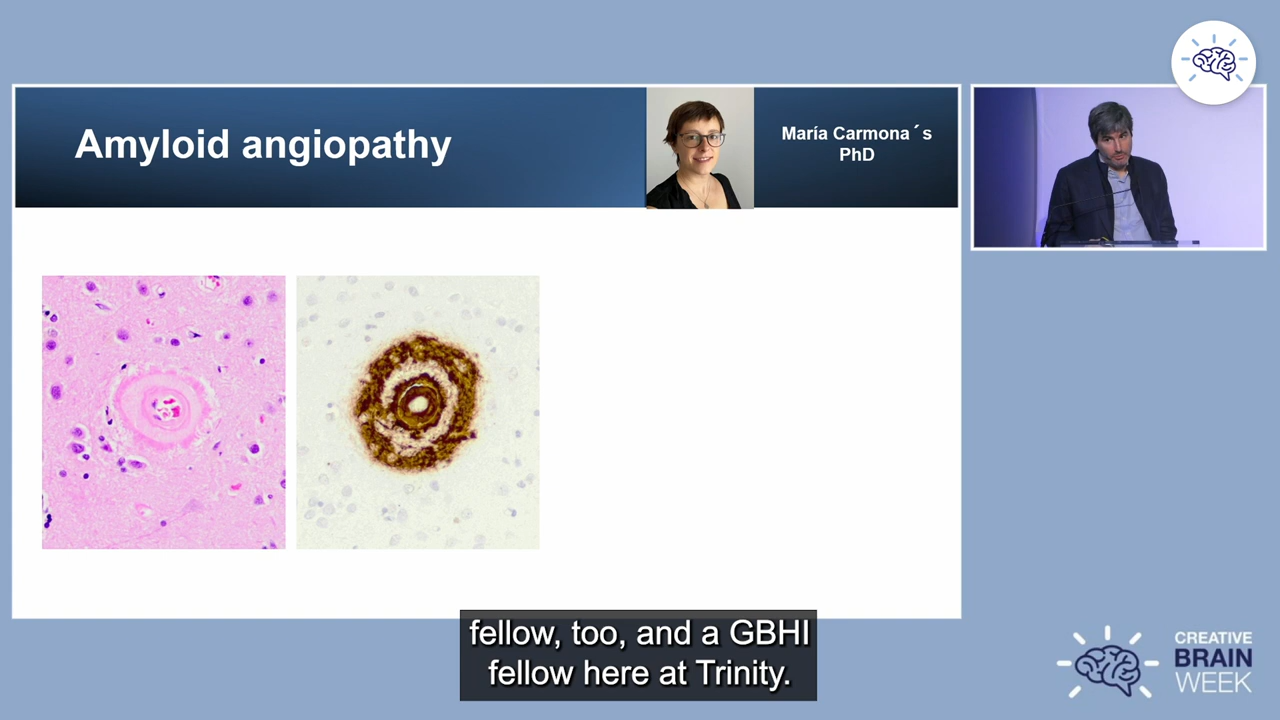 Amyloid angiopathy
María Carmona´s
PhD
fellow, too, and a GBHI
fellow here at Trinity.
CREATIVE
BRAIN
WEEK